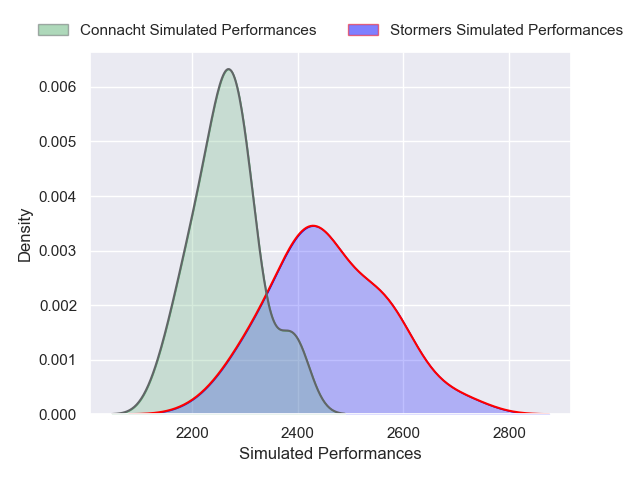 Connacht Simulated Performances Stormers Simulated Performances
0.006
0.005
0.004
0.003
0.002
0.001
0.000
Density
2200 2400 2600 2800
Simulated Performances